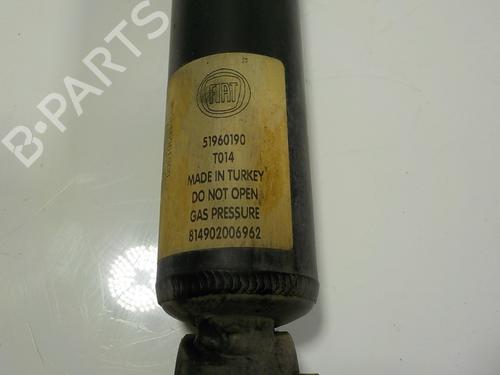 B-PARTS
FIAT
51960190
T014
MADE IN TURKEY
DO NOT OPEN
GAS PRESSURE
814902006962